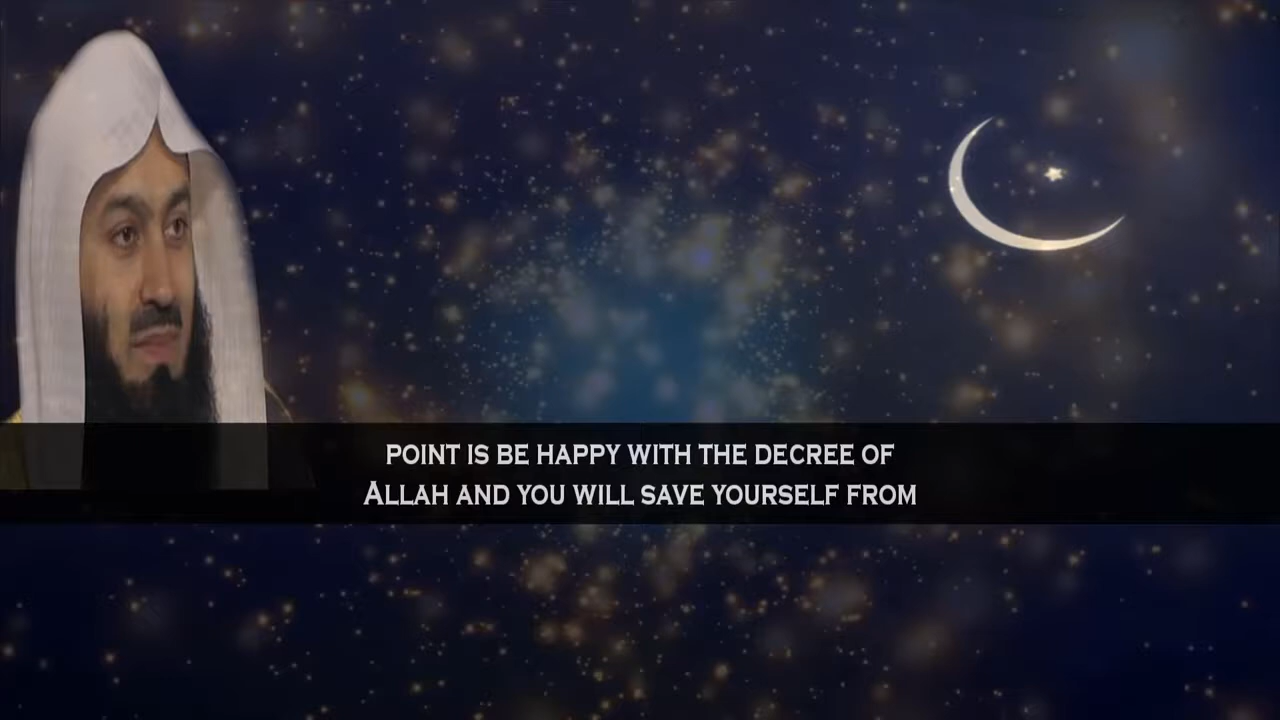 POINT IS BE HAPPY WITH THE DECREE OF
ALLAH AND YOU WILL SAVE YOURSELF FROM